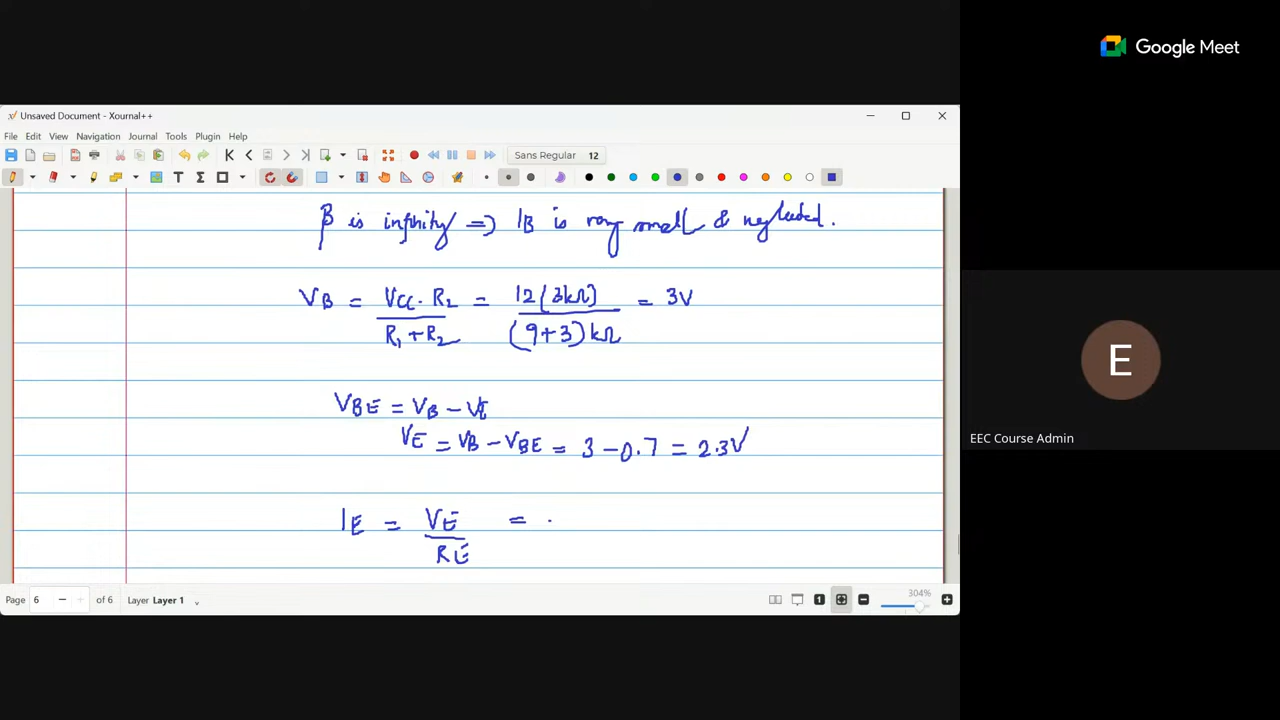 Google Meet
Unsaved Document - Xournal++
File Edit View Navigation Journal Tools Plugin Help
Sans Regular 12
β is infinity => IB is very small & neglected.
VB = VCC . R2 / R1 + R2 = 12(3kΩ) / (9+3)kΩ = 3V
VBE = VB - VE
VE = VB - VBE = 3 - 0.7 = 2.3V
IE = VE / RE =
E
EEC Course Admin
Page 6 of 6 Layer Layer 1 304%